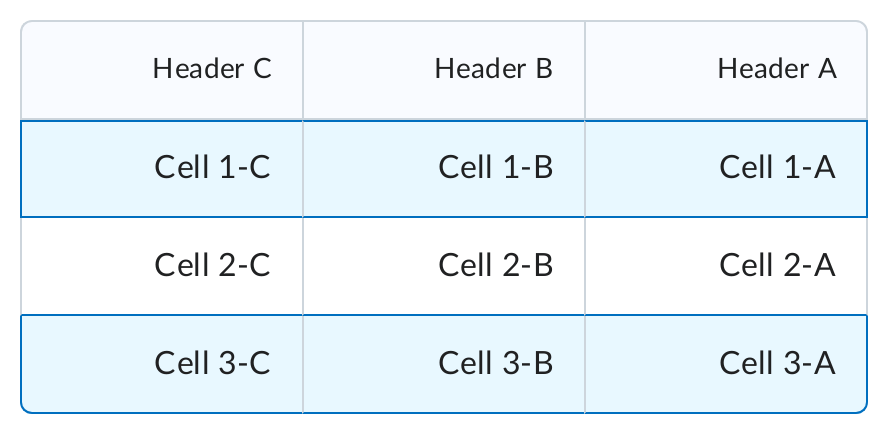 Header C Header B Header A
Cell 1-C Cell 1-B Cell 1-A
Cell 2-C Cell 2-B Cell 2-A
Cell 3-C Cell 3-B Cell 3-A